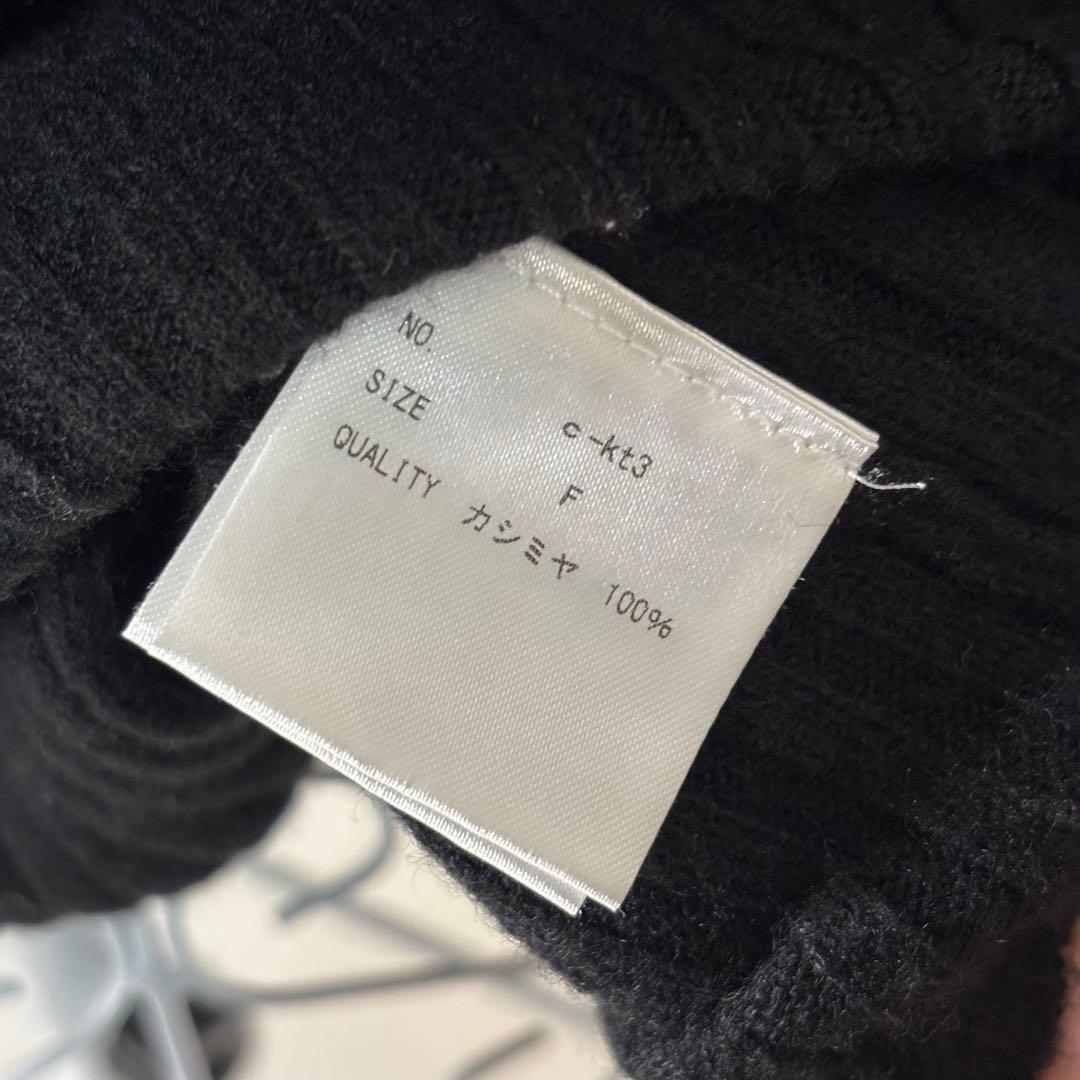 NO. c-kt3
SIZE F
QUALITY カシミヤ 100%